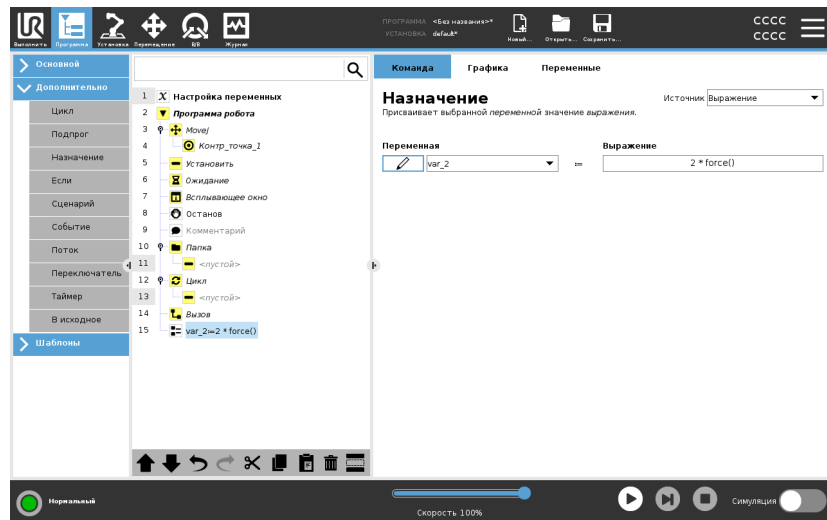 ПРОГРАММА <Без названия>*
УСТАНОВКА default*
CCCC
CCCC
Выполнить Программа Установка Перемещение В/В Журнал
Новый... Открыть... Сохранить...
Основной
Дополнительно
Цикл
Подпрог
Назначение
Если
Сценарий
Событие
Поток
Переключатель
Таймер
В исходное
Шаблоны
1 X Настройка переменных
2 Программа робота
3 MoveJ
4 Контр_точка_1
5 Установить
6 Ожидание
7 Всплывающее окно
8 Останов
9 Комментарий
10 Папка
11 <пустой>
12 Цикл
13 <пустой>
14 Вызов
15 var_2≔2 * force()
Команда Графика Переменные
Назначение
Источник Выражение
Присваивает выбранной переменной значение выражения.
Переменная Выражение
var_2 ≔ 2 * force()
Нормальный
Скорость 100%
Симуляция